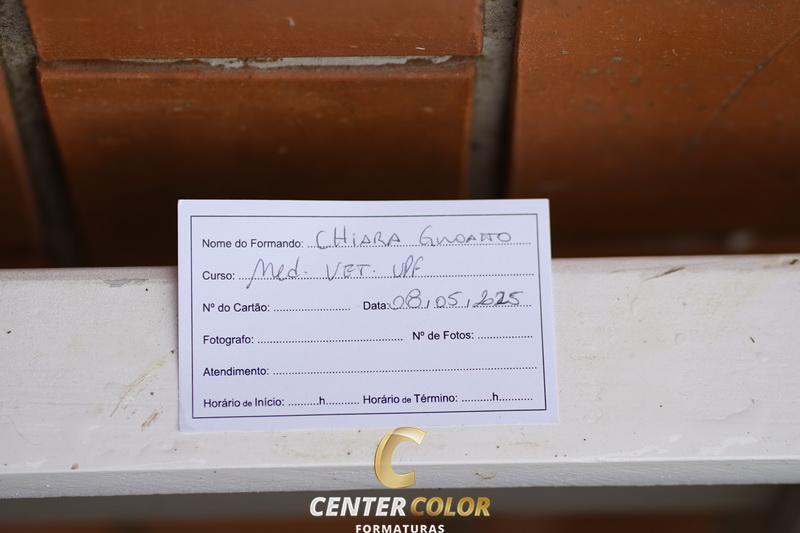 Nome do Formando: CHiARA GNOATTO
Curso: Med. VET. UPF
Nº do Cartão: .................... Data: 08, 05, 2025
Fotografo: ........................................ Nº de Fotos: ................
Atendimento: ........................................................................
Horário de Início: ..........h........... Horário de Término: ..........h...........
C
CENTER COLOR
FORMATURAS